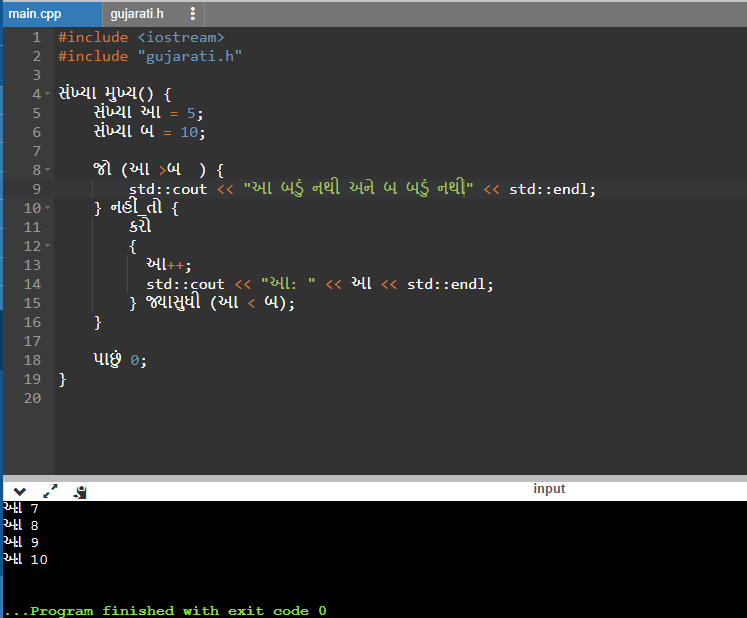 main.cpp gujarati.h
1 #include <iostream>
2 #include "gujarati.h"
3
4 સંખ્યા મુખ્ય() {
5 સંખ્યા આ = 5;
6 સંખ્યા બ = 10;
7
8 જો (આ >બ ) {
9 std::cout << "આ બડું નથી અને બ બડું નથી" << std::endl;
10 } નહીં_તો {
11 કરો
12 {
13 આ++;
14 std::cout << "આ: " << આ << std::endl;
15 } જ્યાસુધી (આ < બ);
16 }
17
18 પાછું 0;
19 }
20
input
આ 7
આ 8
આ 9
આ 10
...Program finished with exit code 0